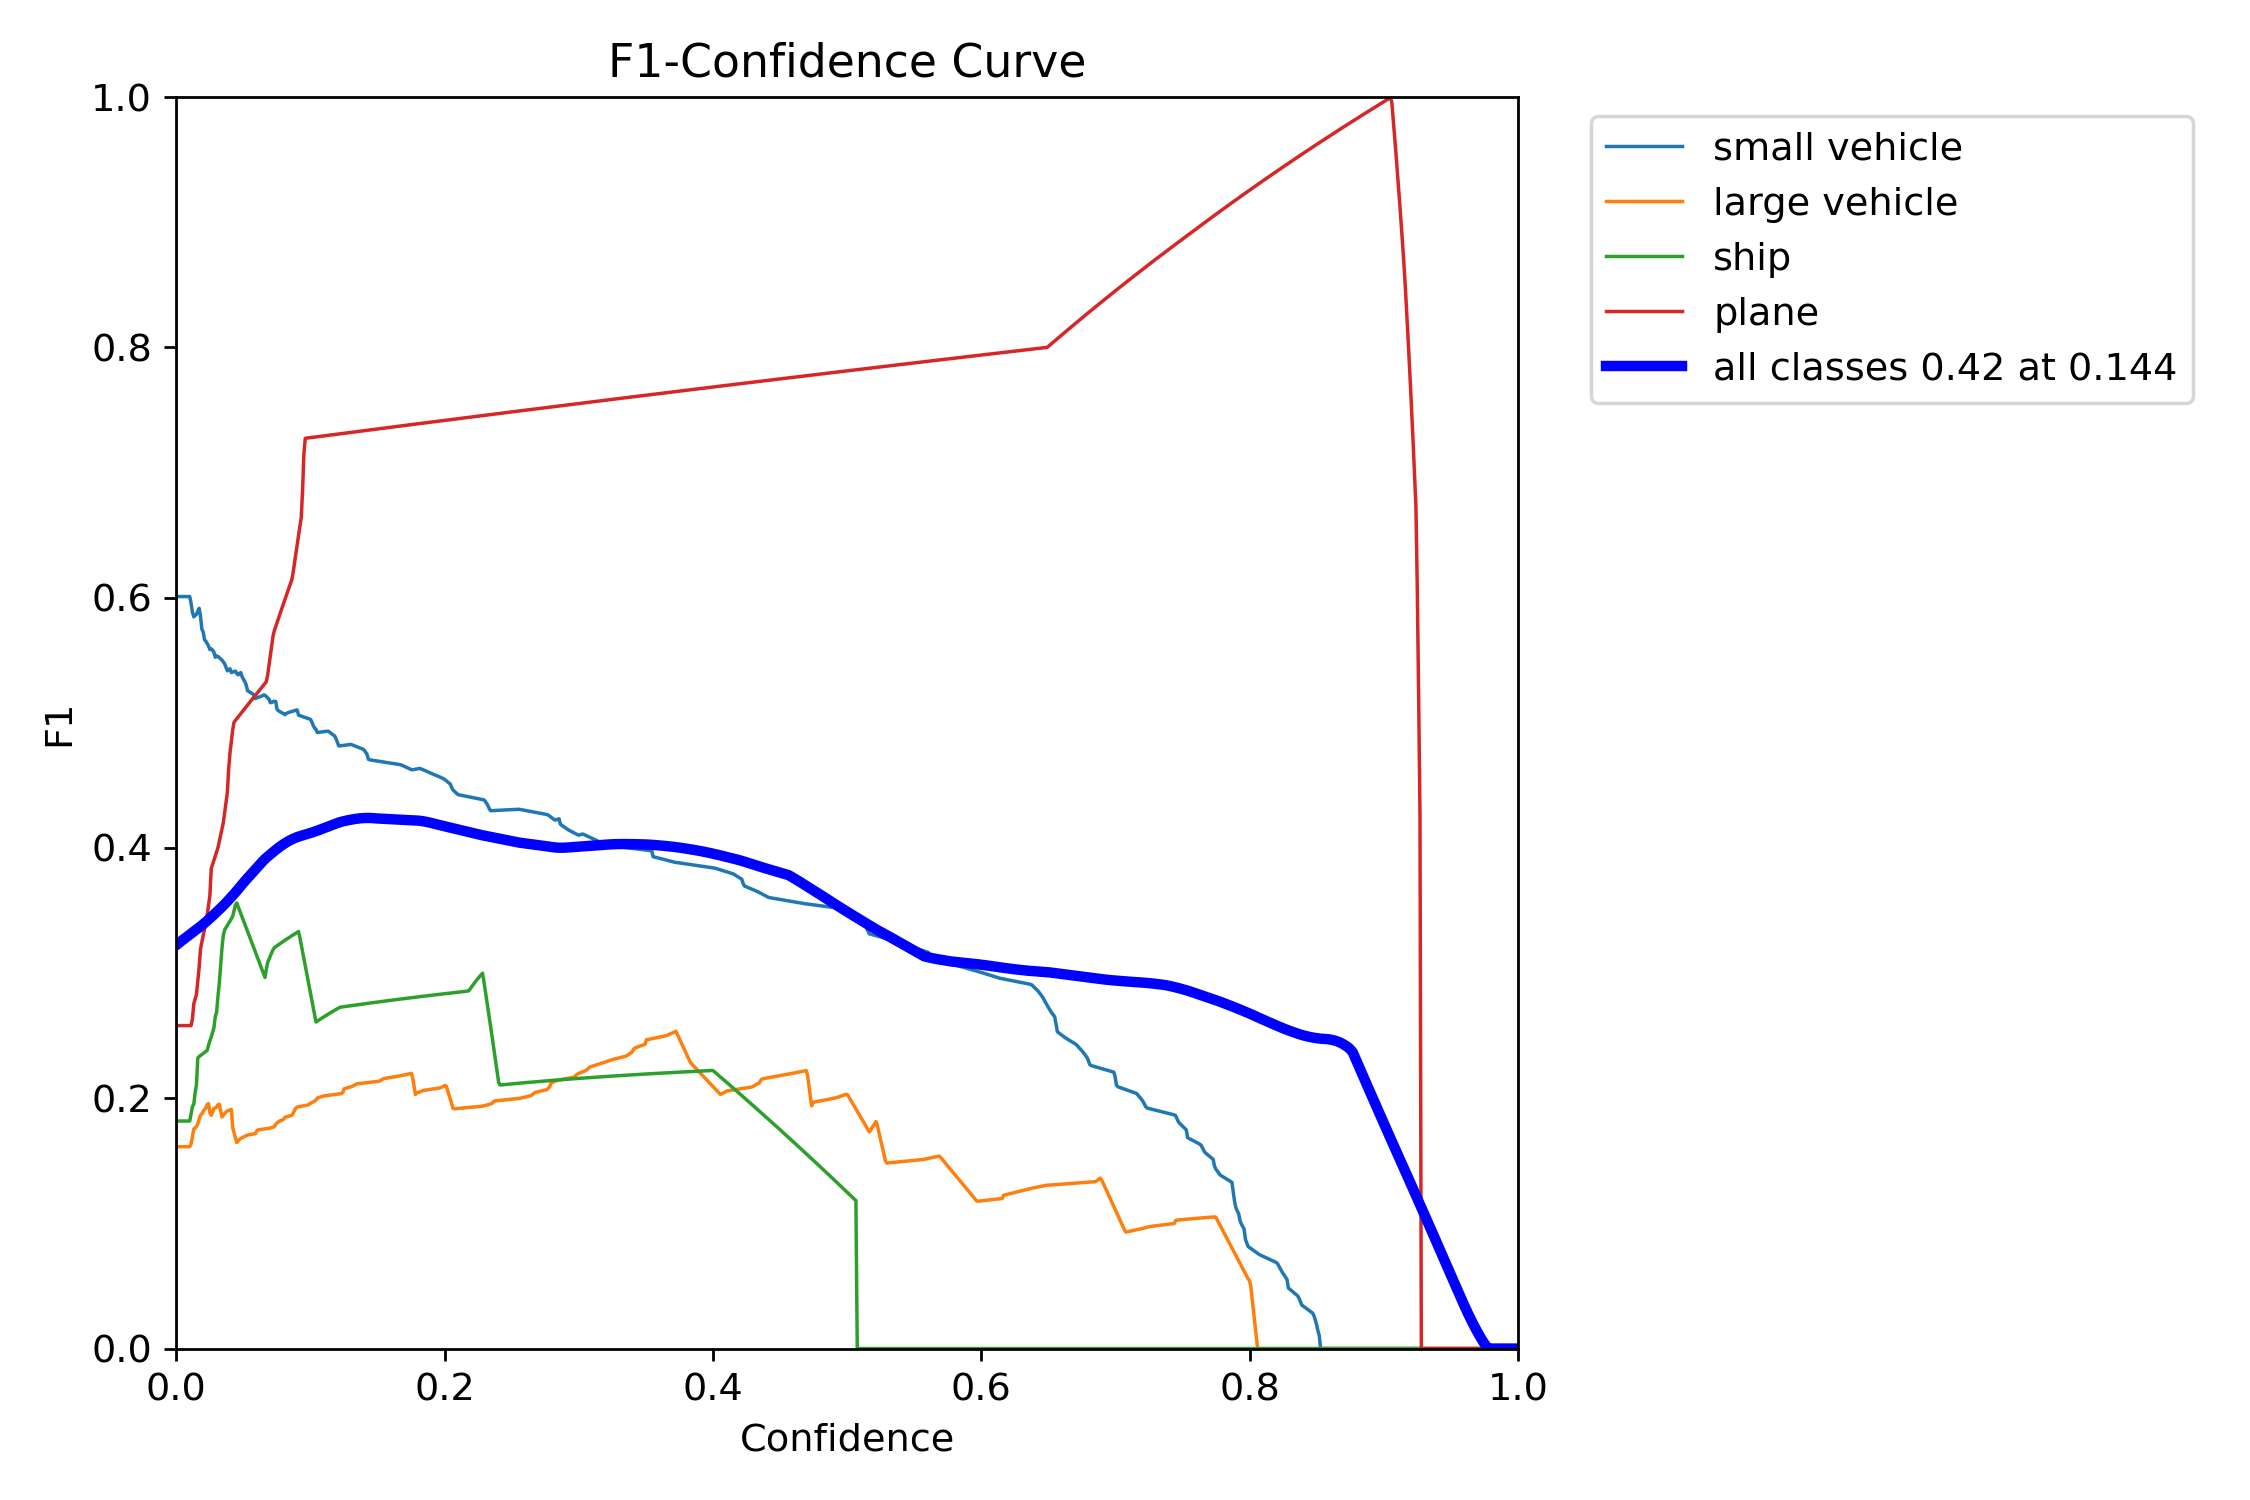 F1-Confidence Curve
1.0
0.8
0.6
0.4
0.2
0.0
F1
0.0 0.2 0.4 0.6 0.8 1.0
Confidence
small vehicle
large vehicle
ship
plane
all classes 0.42 at 0.144